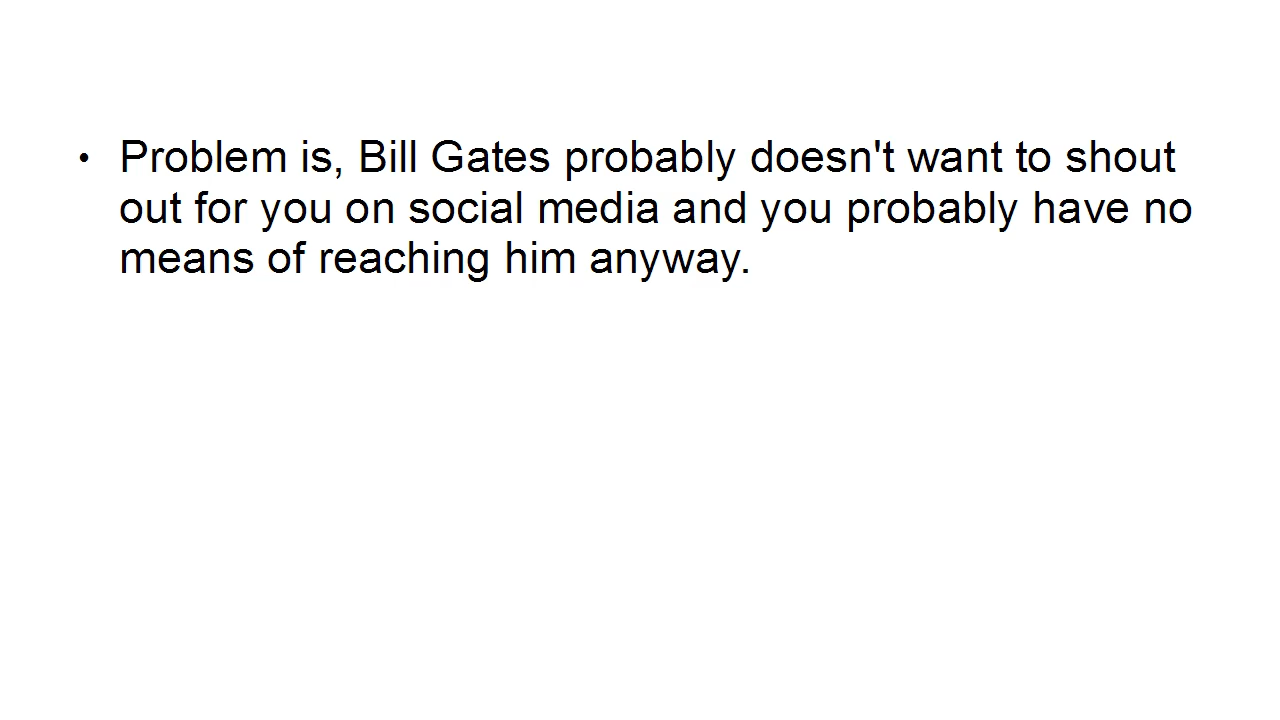 • Problem is, Bill Gates probably doesn't want to shout
out for you on social media and you probably have no
means of reaching him anyway.